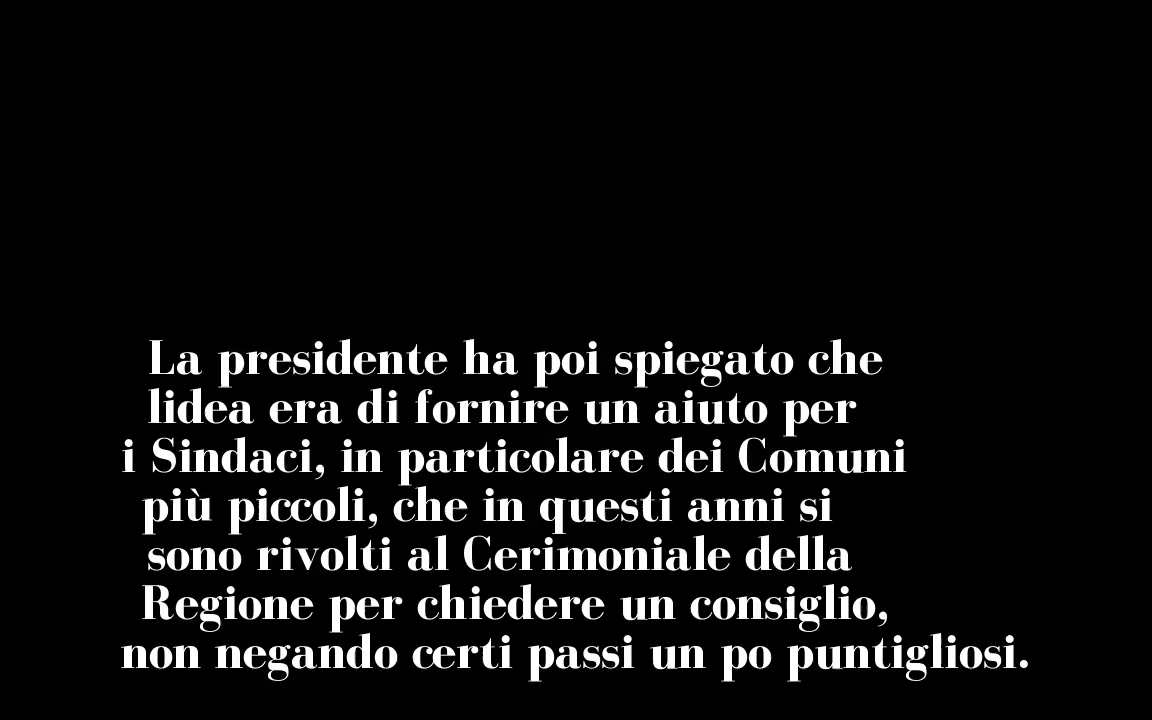 La presidente ha poi spiegato che
lidea era di fornire un aiuto per
i Sindaci, in particolare dei Comuni
più piccoli, che in questi anni si
sono rivolti al Cerimoniale della
Regione per chiedere un consiglio,
non negando certi passi un po puntigliosi.